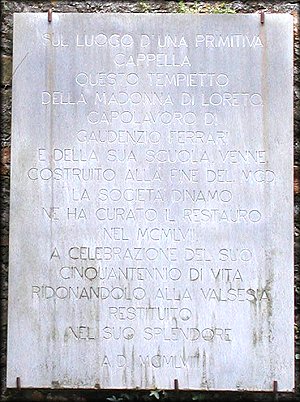 SUL LUOGO D'UNA PRIMITIVA
CAPPELLA
QUESTO TEMPIETTO
DELLA MADONNA DI LORETO
CAPOLAVORO DI
GAUDENZIO FERRARI
E DELLA SUA SCUOLA VENNE
COSTRUITO ALLA FINE DEL MCD
LA SOCIETÀ DINAMO
NE HA CURATO IL RESTAURO
NEL
A CELEBRAZIONE DEL SUO
CINQUANTENNIO DI VITA
RIDONANDOLO ALLA VALSESIA
RESTITUITO
NEL SUO SPLENDORE
A.D.